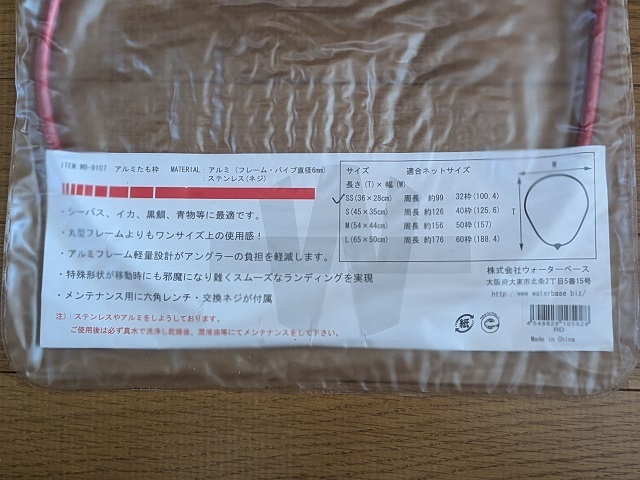 ITEM WB-9107 アルミたも枠 MATERIAL：アルミ（フレーム・パイプ直径6mm）
：ステンレス(ネジ)
・シーバス、イカ、黒鯛、青物等に最適です。
・丸型フレームよりもワンサイズ上の使用感！
・アルミフレーム軽量設計がアングラーの負担を軽減します。
・特殊形状が移動時にも邪魔になり難くスムーズなランディングを実現
・メンテナンス用に六角レンチ・交換ネジが付属
注）：ステンレスやアルミをしようしております。
ご使用後は必ず真水で洗浄し乾燥後、潤滑油等にてメンテナンスをして下さい。
サイズ 適合ネットサイズ
長さ(T)×幅(W)
SS(36×28cm) 周長 約99 32枠(100.4)
S(45×35cm) 周長 約126 40枠(125.6)
M(54×44cm) 周長 約156 50枠(157)
L(65×50cm) 周長 約176 60枠(188.4)
W
T
株式会社ウォーターベース
大阪府大東市北条2丁目5番15号
http://www.waterbase.biz/
紙
RED
Made in China